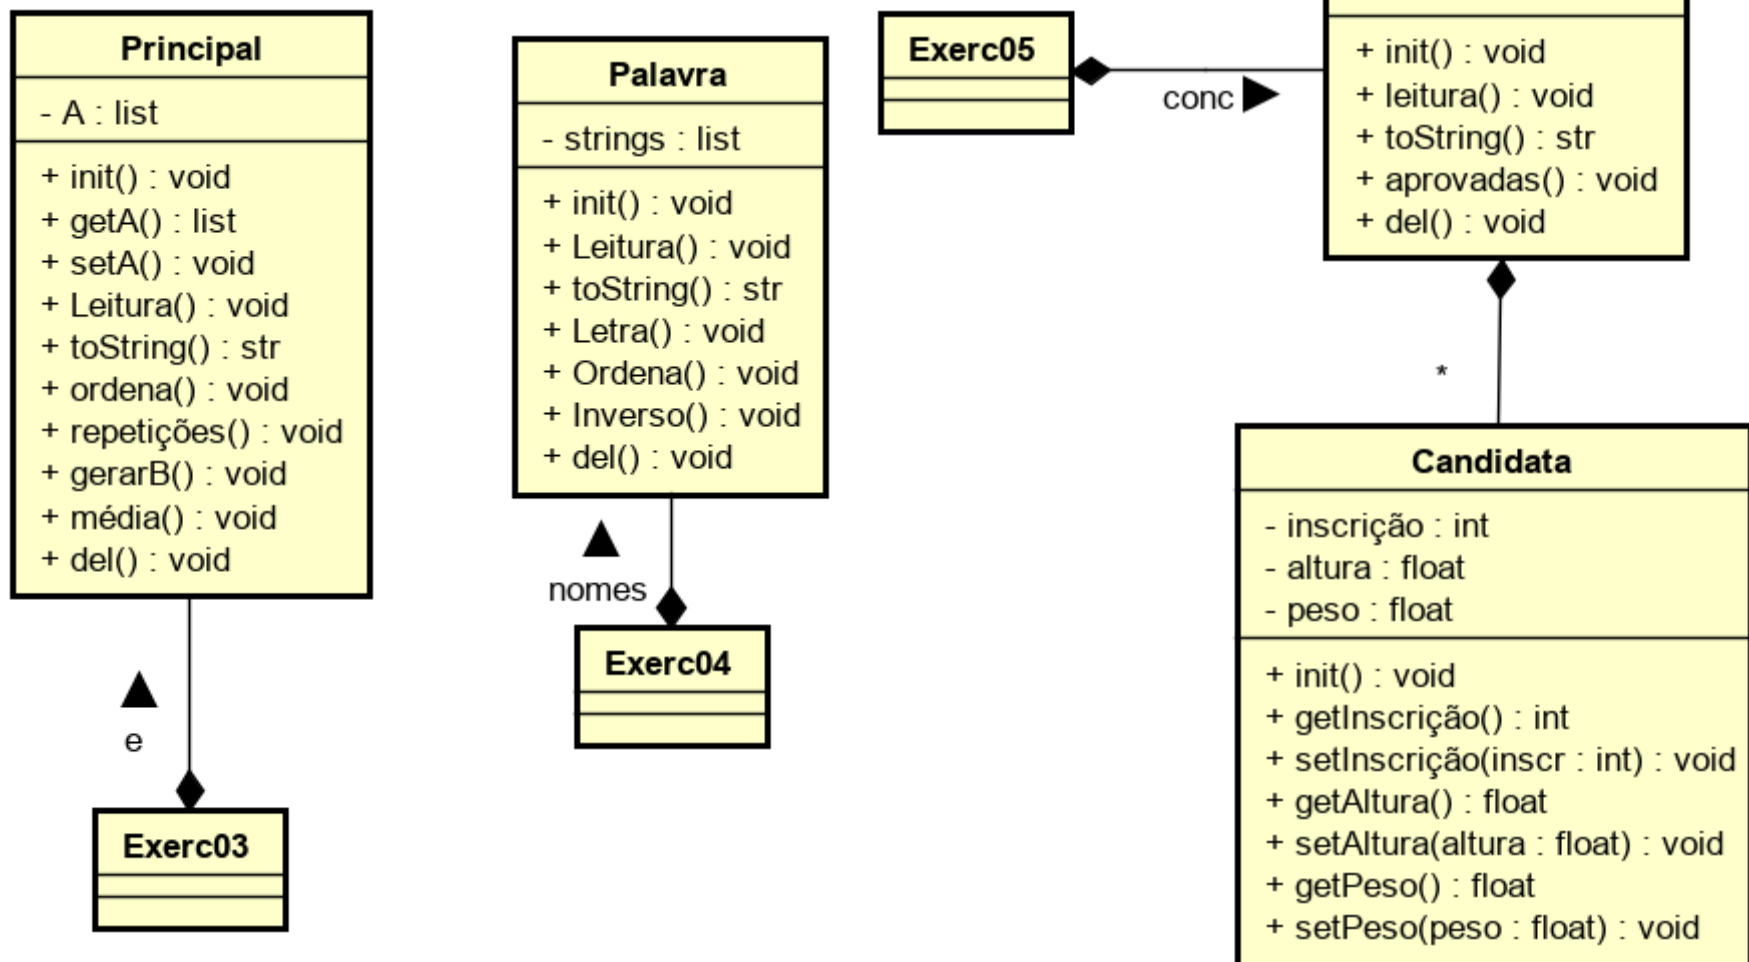 Principal
- A : list
+ init() : void
+ getA() : list
+ setA() : void
+ Leitura() : void
+ toString() : str
+ ordena() : void
+ repetições() : void
+ gerarB() : void
+ média() : void
+ del() : void
e
Exerc03
Palavra
- strings : list
+ init() : void
+ Leitura() : void
+ toString() : str
+ Letra() : void
+ Ordena() : void
+ Inverso() : void
+ del() : void
nomes
Exerc04
Exerc05
conc
+ init() : void
+ leitura() : void
+ toString() : str
+ aprovadas() : void
+ del() : void
*
Candidata
- inscrição : int
- altura : float
- peso : float
+ init() : void
+ getInscrição() : int
+ setInscrição(inscr : int) : void
+ getAltura() : float
+ setAltura(altura : float) : void
+ getPeso() : float
+ setPeso(peso : float) : void